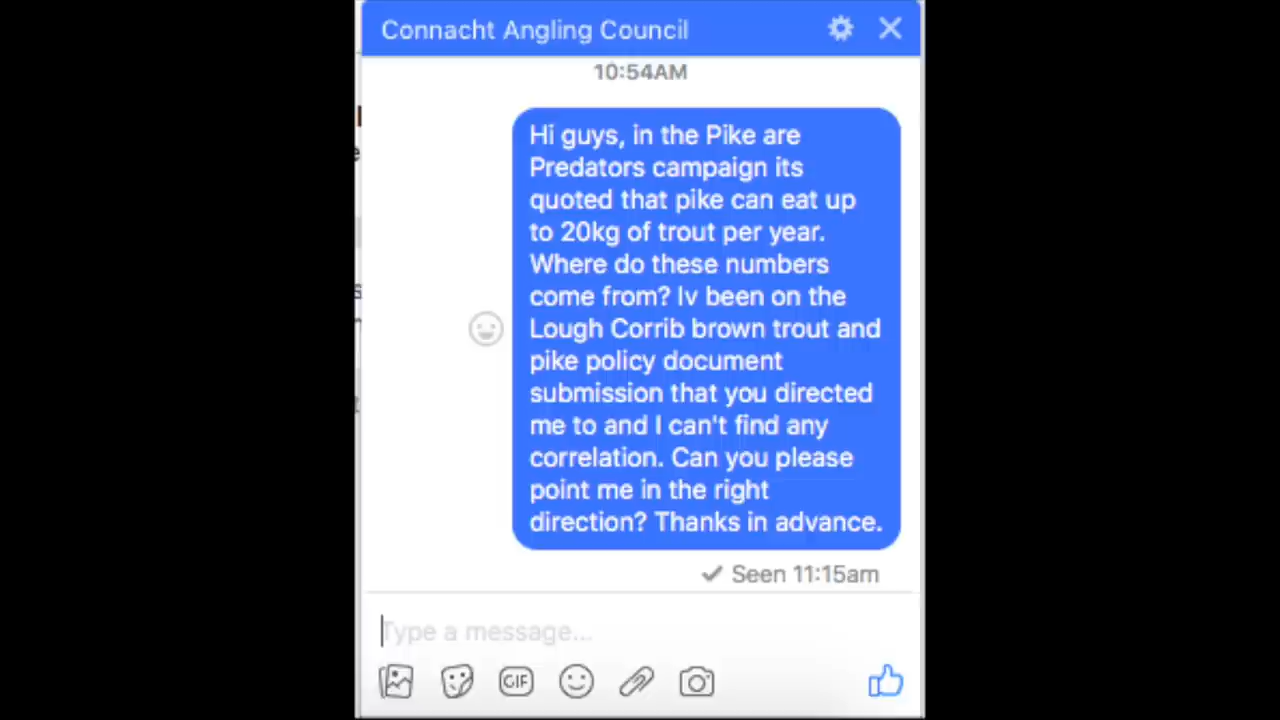 Connacht Angling Council
10:54AM
Hi guys, in the Pike are
Predators campaign its
quoted that pike can eat up
to 20kg of trout per year.
Where do these numbers
come from? Iv been on the
Lough Corrib brown trout and
pike policy document
submission that you directed
me to and I can't find any
correlation. Can you please
point me in the right
direction? Thanks in advance.
Seen 11:15am
Type a message...
GIF